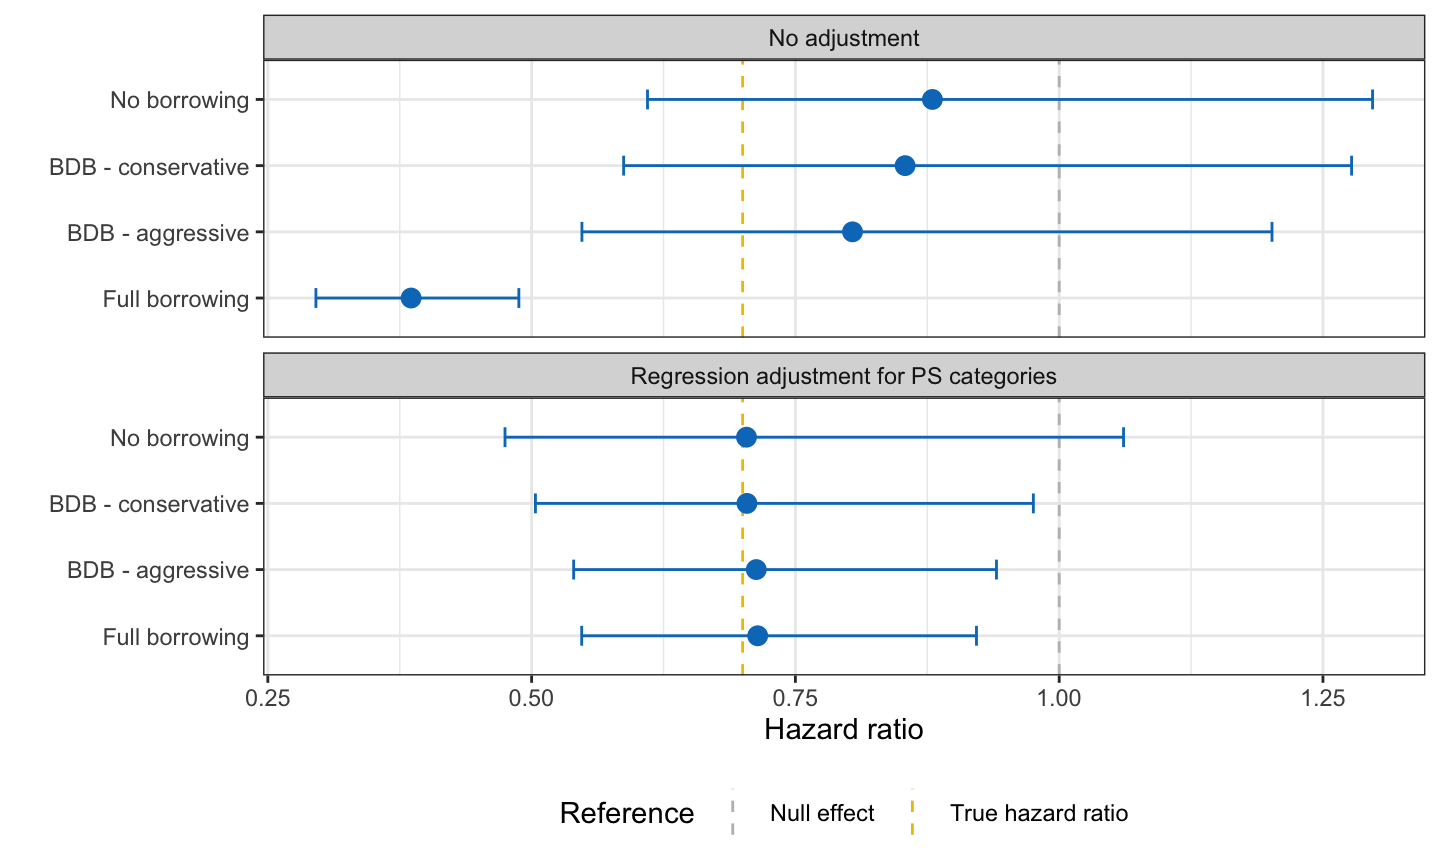 No adjustment
No borrowing
BDB - conservative
BDB - aggressive
Full borrowing
Regression adjustment for PS categories
No borrowing
BDB - conservative
BDB - aggressive
Full borrowing
0.25 0.50 0.75 1.00 1.25
Hazard ratio
Reference Null effect True hazard ratio